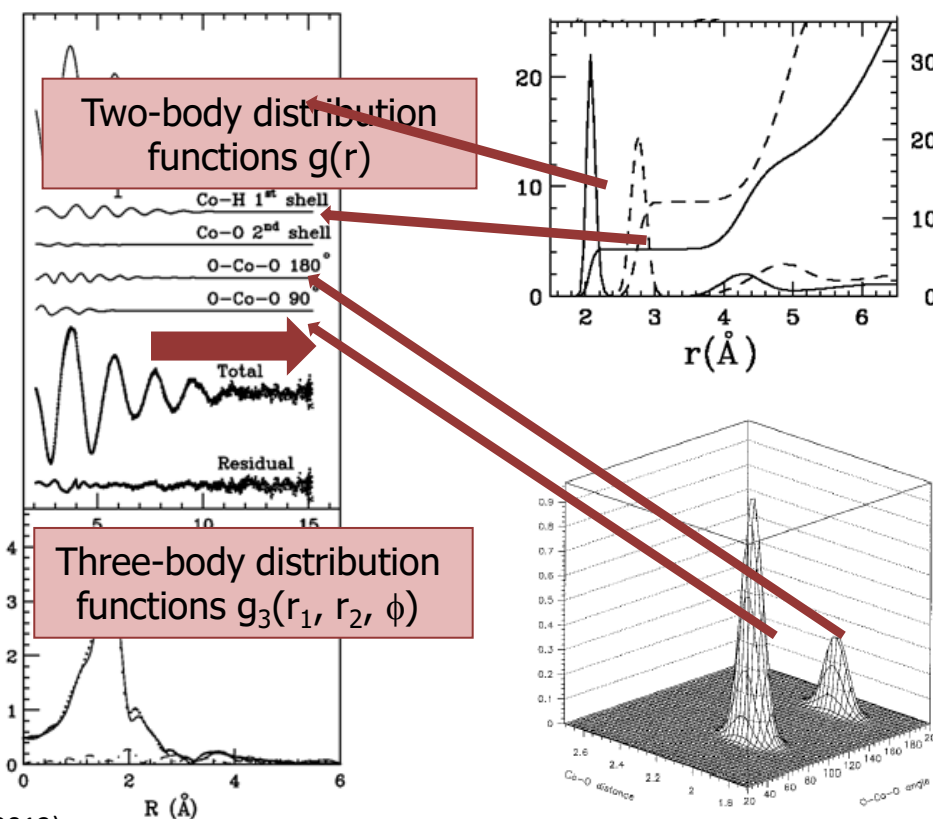 Two-body distribution
functions g(r)
Co-H 1st shell
Co-O 2nd shell
O-Co-O 180°
O-Co-O 90°
Total
Residual
5 10 15
Three-body distribution
functions g3(r1, r2, ϕ)
4
3
2
1
0
0 2 4 6
R (Å)
20
10
0
30
20
10
0
2 3 4 5 6
r(Å)
0.9
0.8
0.7
0.6
0.5
0.4
0.3
0.2
0.1
0
2.6
2.4
2.2
2
1.8
Co-O distance
20 40 60 80 100 120 140 160 180
O-Co-O angle